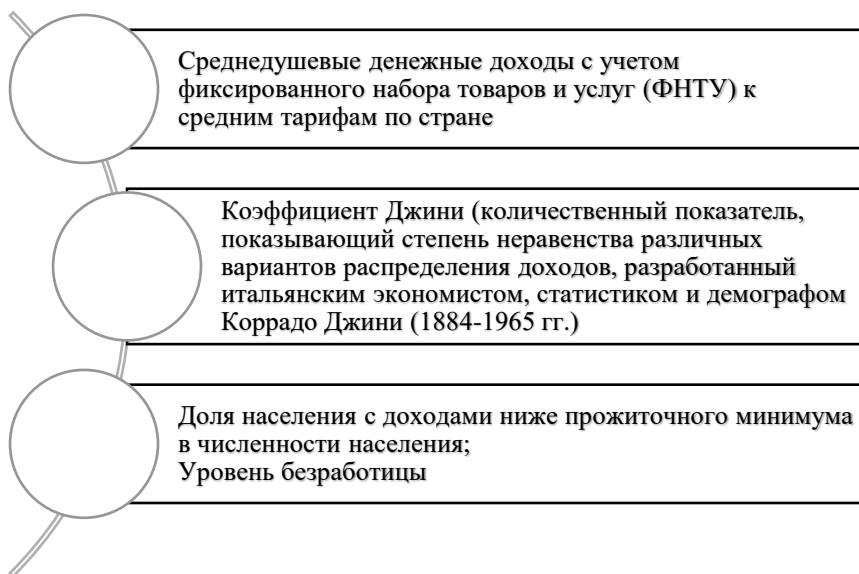 Среднедушевые денежные доходы с учетом
фиксированного набора товаров и услуг (ФНТУ) к
средним тарифам по стране
Коэффициент Джини (количественный показатель,
показывающий степень неравенства различных
вариантов распределения доходов, разработанный
итальянским экономистом, статистиком и демографом
Коррадо Джини (1884-1965 гг.)
Доля населения с доходами ниже прожиточного минимума
в численности населения;
Уровень безработицы